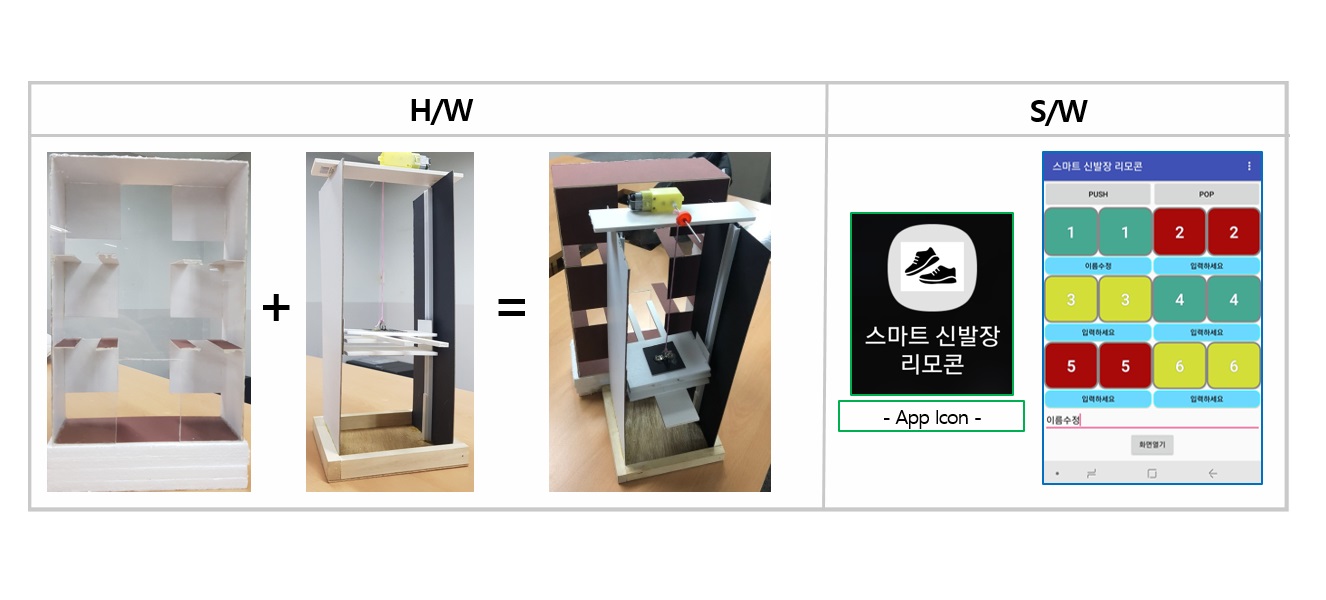 H/W
S/W
+
=
스마트 신발장
리모콘
- App Icon -
스마트 신발장 리모콘
PUSH POP
1 1 2 2
이름수정 입력하세요
3 3 4 4
입력하세요 입력하세요
5 5 6 6
입력하세요 입력하세요
이름수정
화면열기